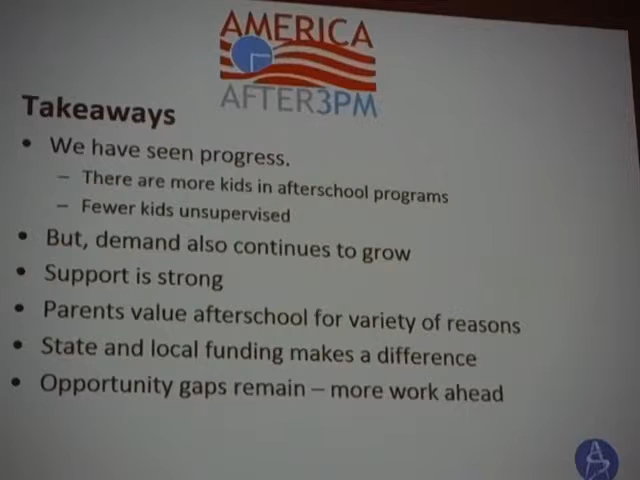 AMERICA
AFTER3PM
Takeaways
• We have seen progress.
– There are more kids in afterschool programs
– Fewer kids unsupervised
• But, demand also continues to grow
• Support is strong
• Parents value afterschool for variety of reasons
• State and local funding makes a difference
• Opportunity gaps remain – more work ahead